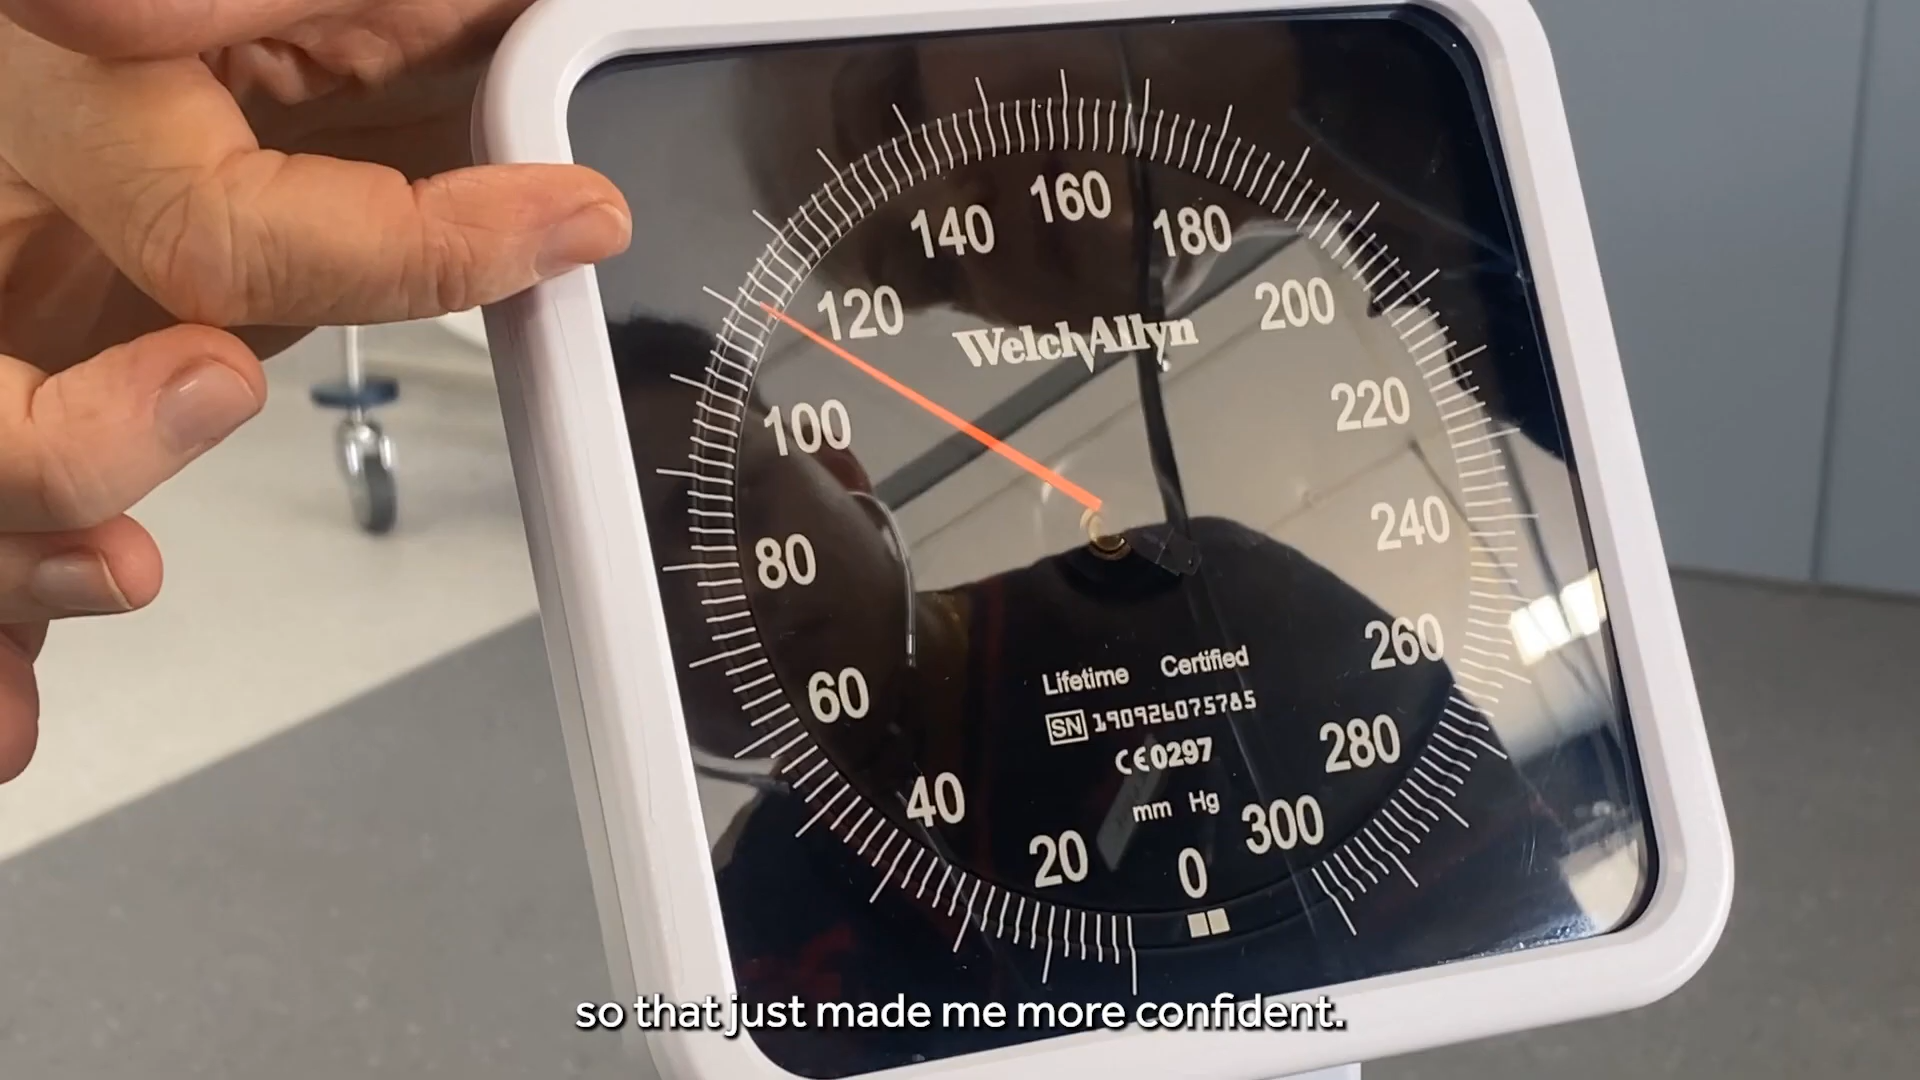 160
140
180
120
200
WelchAllyn
100
220
80
240
60
260
Lifetime Certified
SN 190926075785
CE0297
40
280
mm Hg
20
0
300
so that just made me more confident.